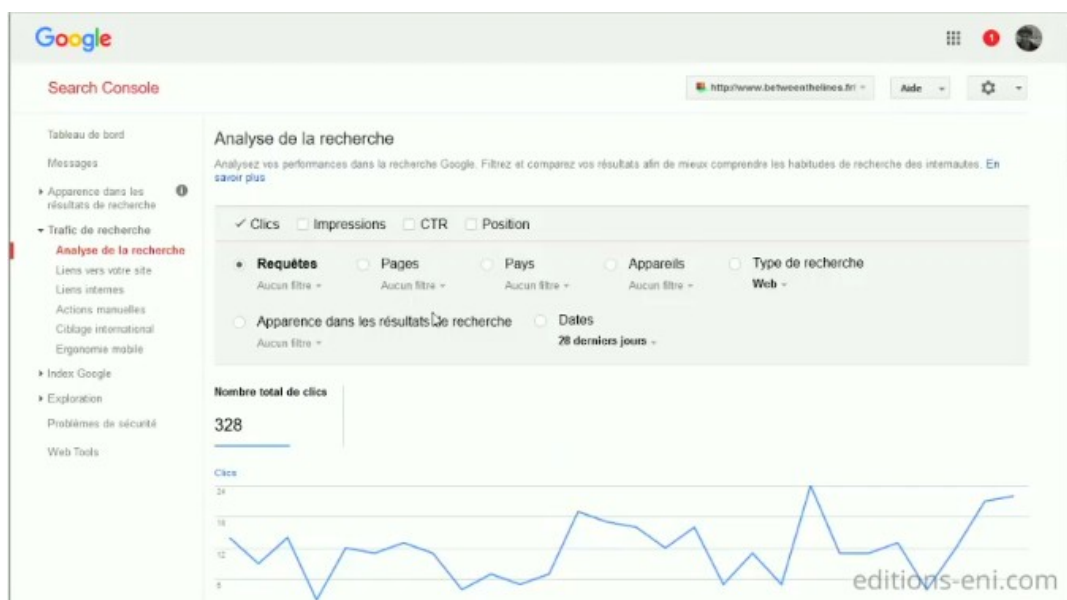 Google
1
Search Console
http://www.betweenthelines.fr/
Aide
Tableau de bord
Messages
Apparence dans les
résultats de recherche
Trafic de recherche
Analyse de la recherche
Liens vers votre site
Liens internes
Actions manuelles
Ciblage international
Ergonomie mobile
Index Google
Exploration
Problèmes de sécurité
Web Tools
Analyse de la recherche
Analysez vos performances dans la recherche Google. Filtrez et comparez vos résultats afin de mieux comprendre les habitudes de recherche des internautes. En
savoir plus
Clics Impressions CTR Position
Requêtes Pages Pays Appareils Type de recherche
Aucun filtre Aucun filtre Aucun filtre Aucun filtre Web
Apparence dans les résultats de recherche Dates
Aucun filtre 28 derniers jours
Nombre total de clics
328
Clics
24
18
12
6
editions-eni.com